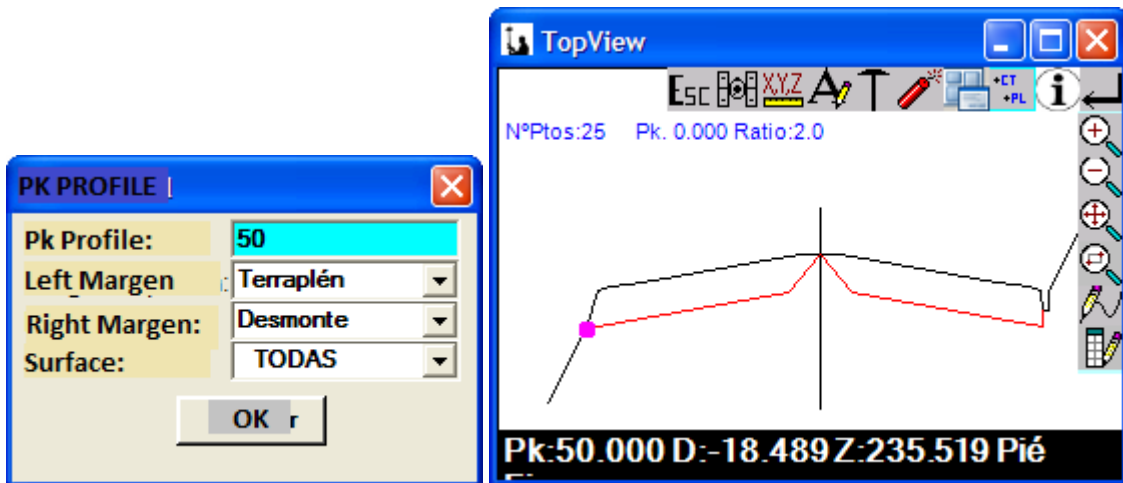 PK PROFILE
Pk Profile:
50
Left Margen
Terraplén
Right Margen:
Desmonte
Surface:
TODAS
OK r
TopView
Esc X,Y,Z A T +CT +PL i
NºPtos:25 Pk. 0.000 Ratio:2.0
Pk:50.000 D:-18.489 Z:235.519 Pié